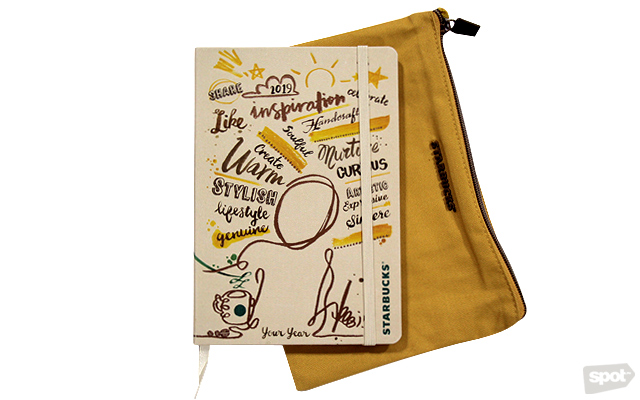 SHARE
2019
inspiration
celebrate
Like
Handcraft
Soulful
Warm
Create
Nurture
CURIOUS
STYLISH
ARTISTIC
lifestyle
Expressive
genuine
Sincere
Your Year
STARBUCKS
STARBUCKS
spot